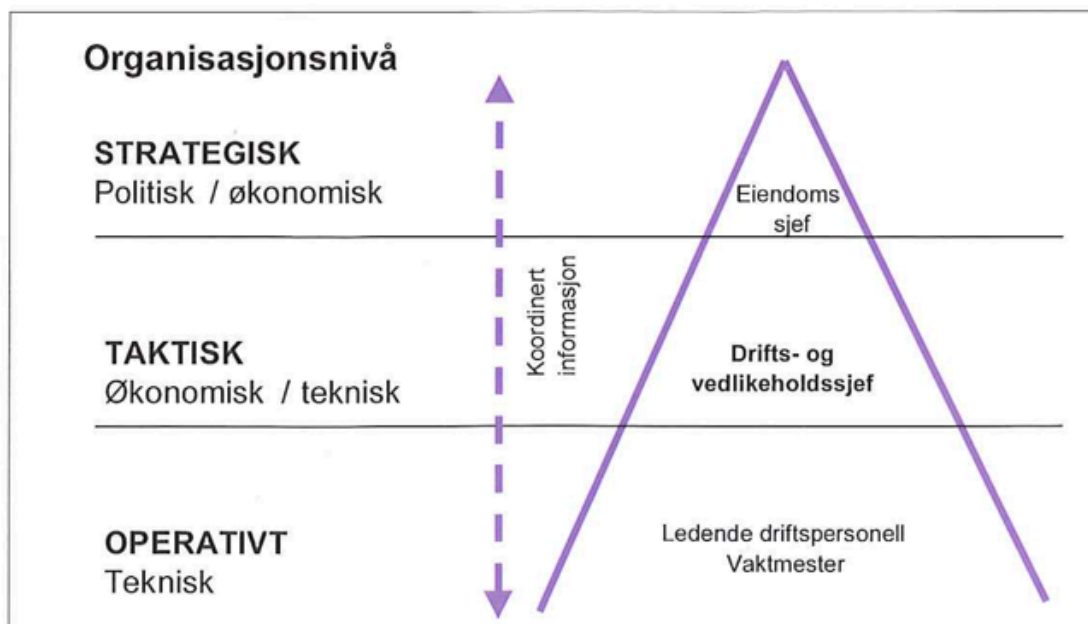 Organisasjonsnivå
STRATEGISK
Politisk / økonomisk
Eiendoms
sjef
Koordinert
informasjon
TAKTISK
Økonomisk / teknisk
Drifts- og
vedlikeholdssjef
OPERATIVT
Teknisk
Ledende driftspersonell
Vaktmester